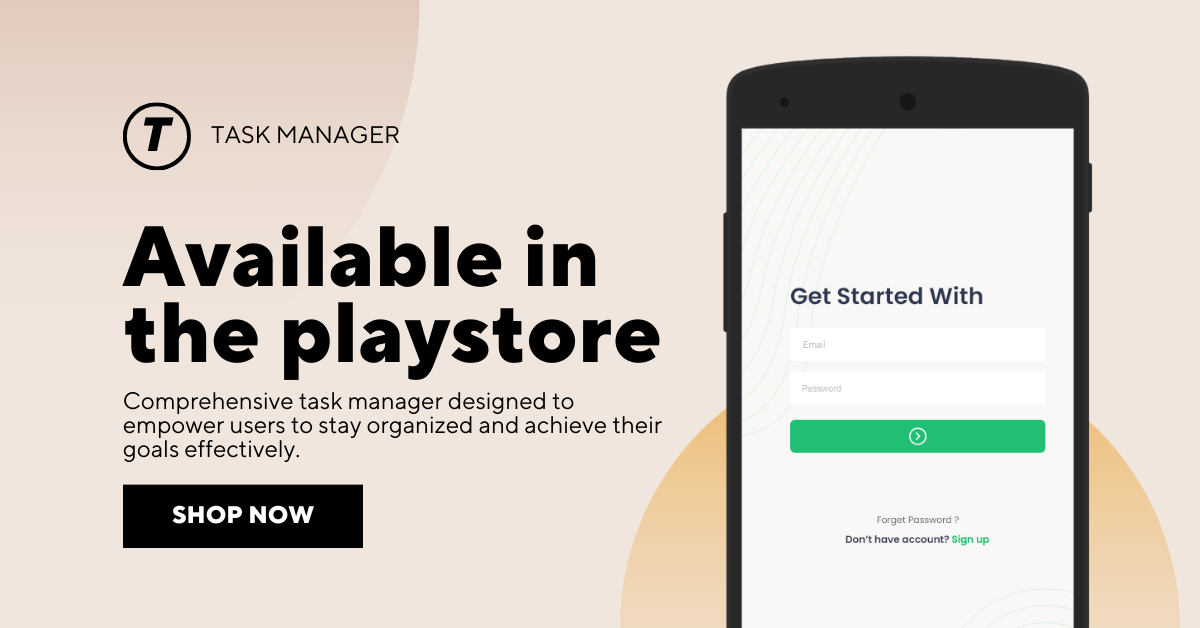 T
TASK MANAGER
Available in
the playstore
Comprehensive task manager designed to
empower users to stay organized and achieve their
goals effectively.
SHOP NOW
Get Started With
Email
Password
Forget Password ?
Don't have account? Sign up